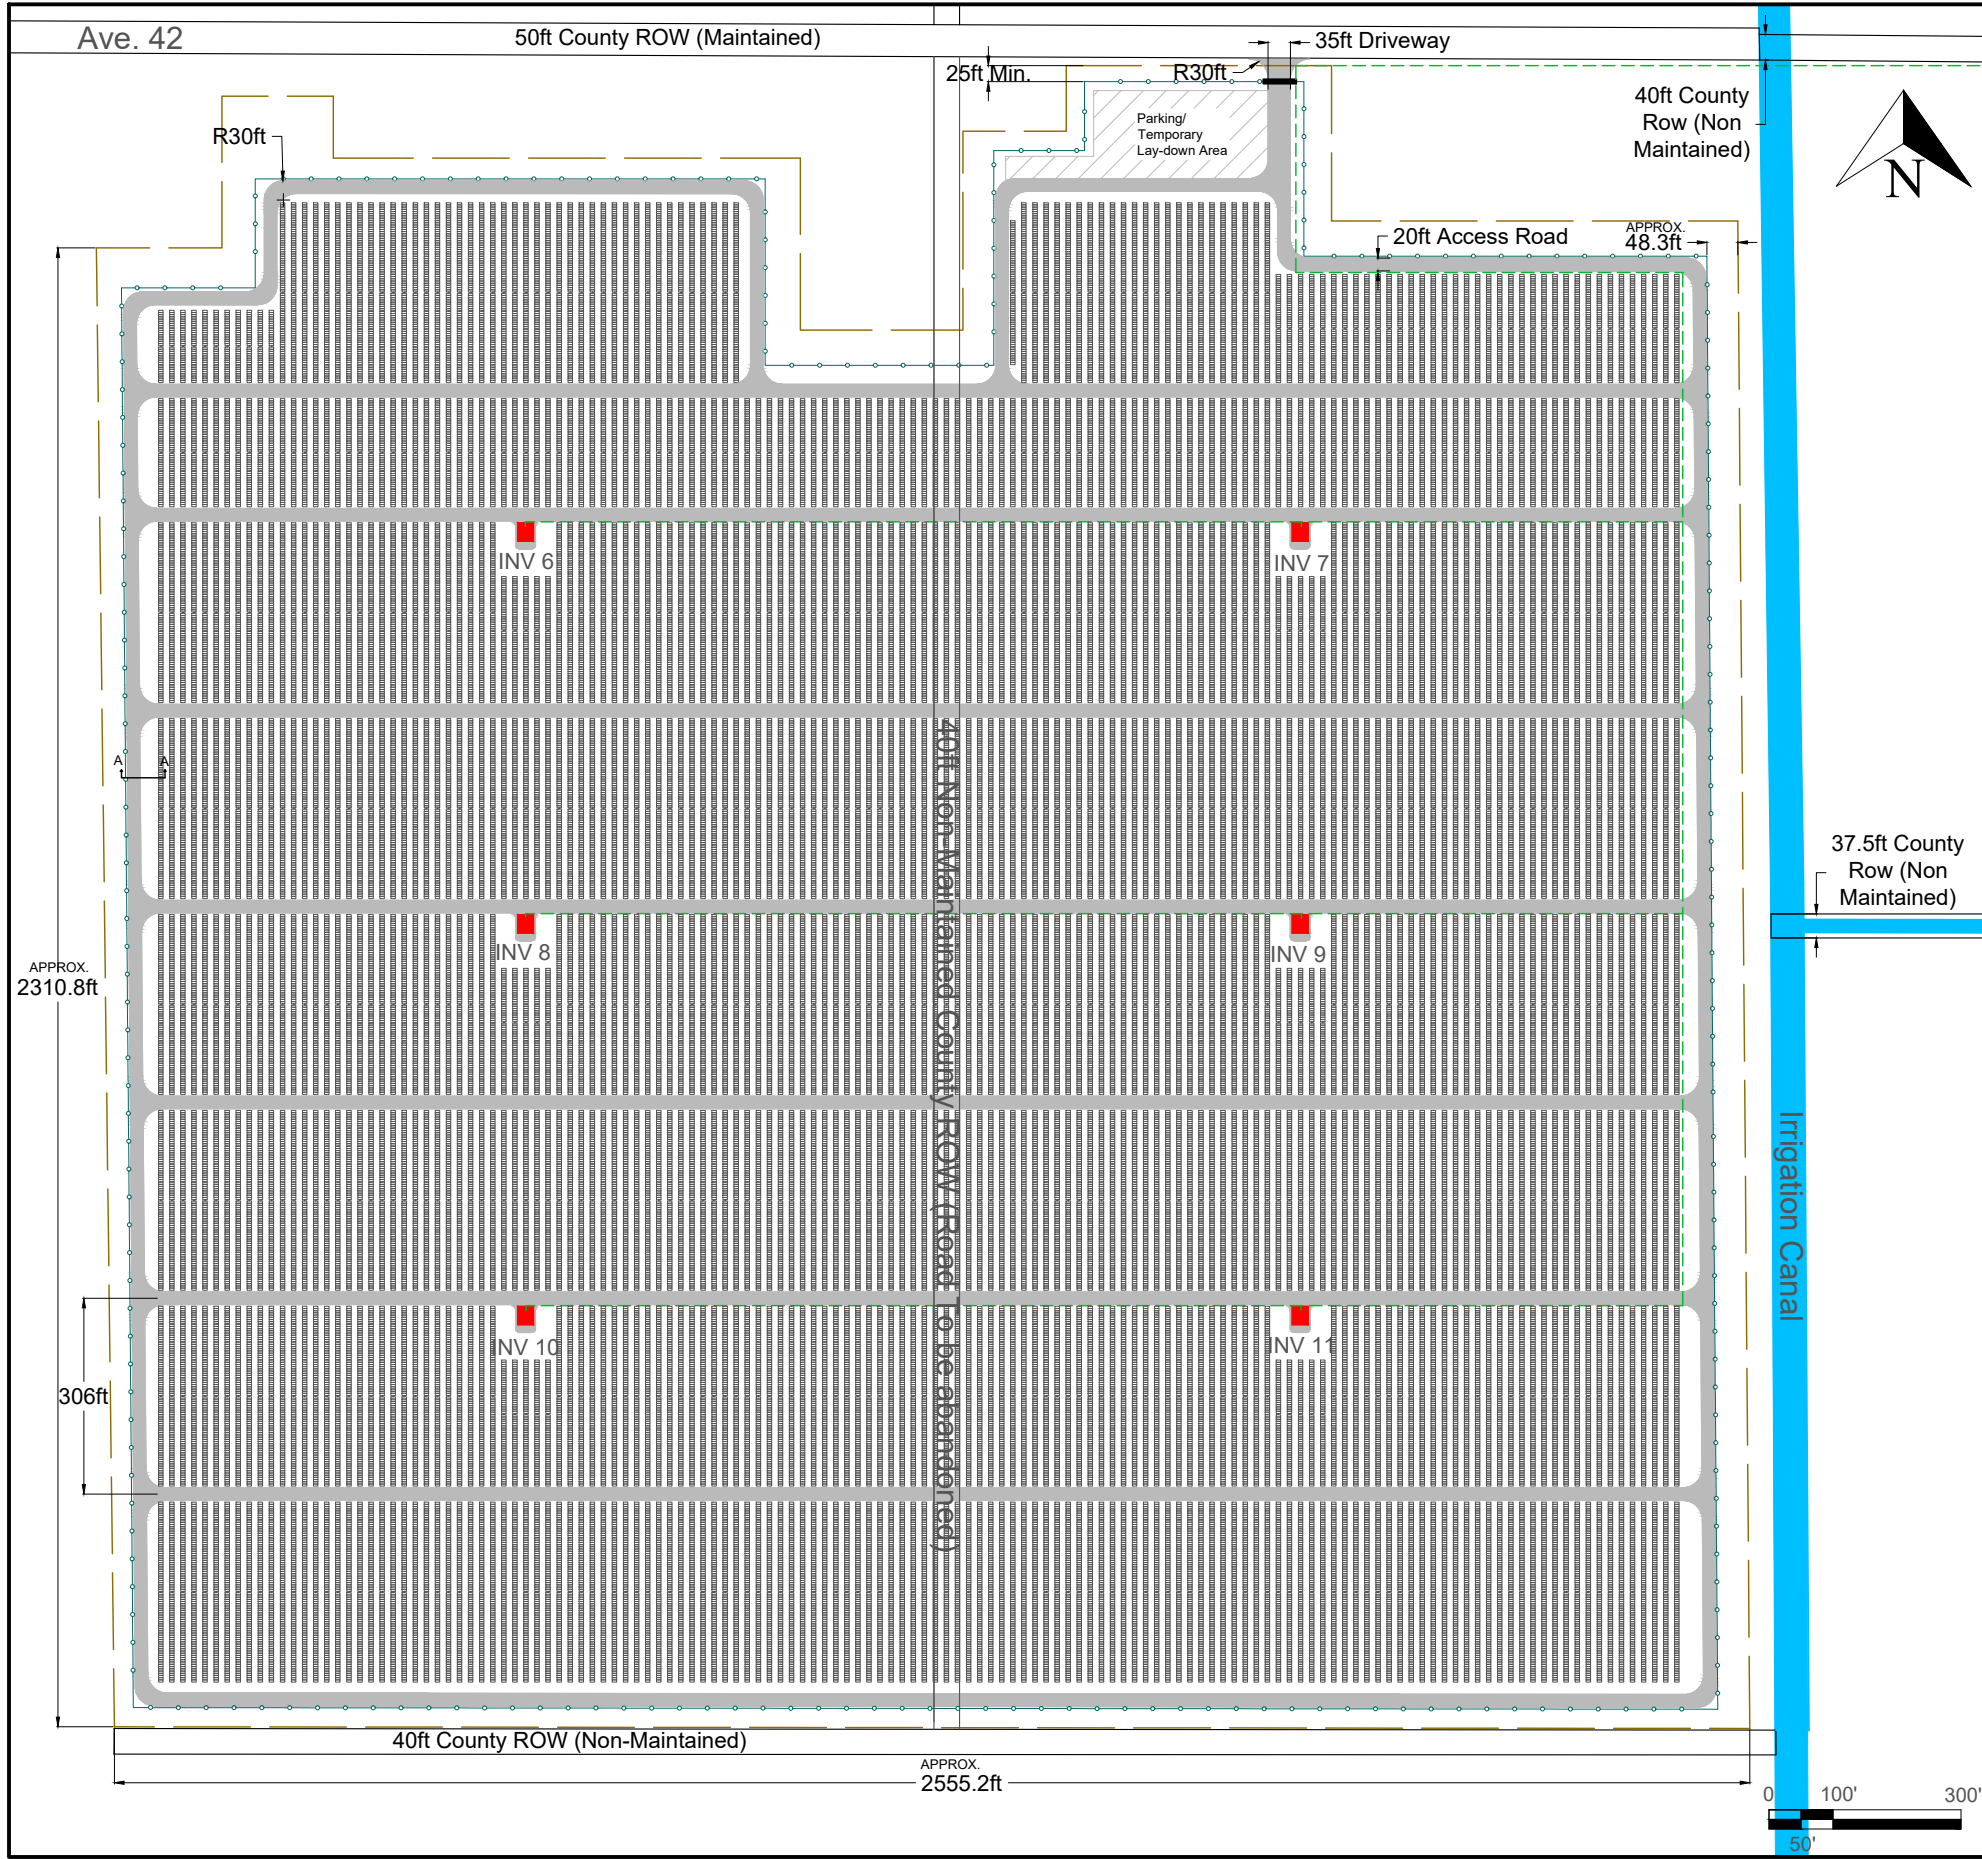 Ave. 42
50ft County ROW (Maintained)
35ft Driveway
25ft Min.
R30ft
40ft County
Row (Non
Maintained)
Parking/
Temporary
Lay-down Area
R30ft
N
20ft Access Road
APPROX.
48.3ft
INV 6
INV 7
40ft Non-Maintained County ROW (Road To be abandoned)
A
A
37.5ft County
Row (Non
Maintained)
INV 8
INV 9
APPROX.
2310.8ft
Irrigation Canal
INV 10
INV 11
306ft
40ft County ROW (Non-Maintained)
APPROX.
2555.2ft
0
100'
300'
50'